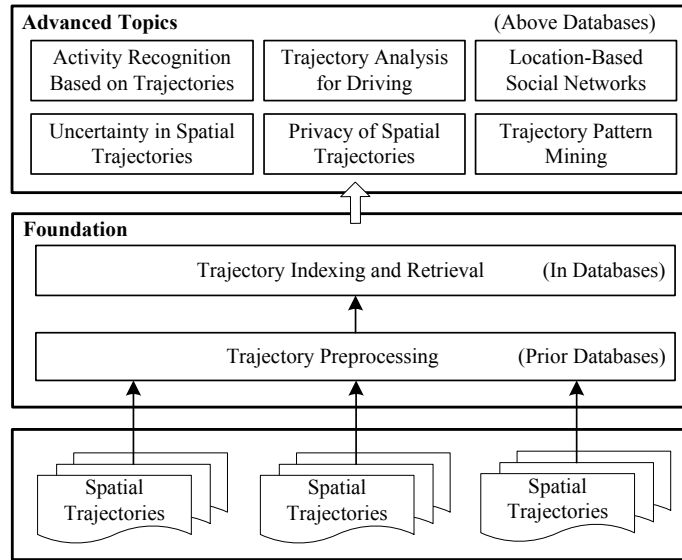 Advanced Topics (Above Databases)
Activity Recognition
Based on Trajectories
Trajectory Analysis
for Driving
Location-Based
Social Networks
Uncertainty in Spatial
Trajectories
Privacy of Spatial
Trajectories
Trajectory Pattern
Mining
Foundation
Trajectory Indexing and Retrieval (In Databases)
Trajectory Preprocessing (Prior Databases)
Spatial
Trajectories
Spatial
Trajectories
Spatial
Trajectories